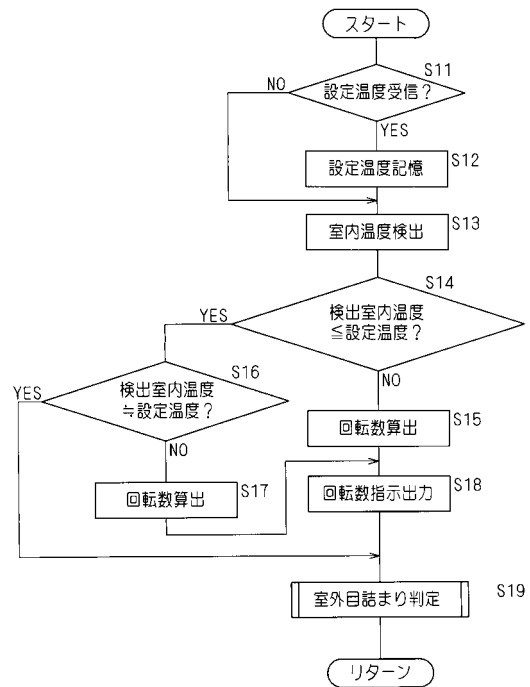 スタート
S11
設定温度受信？
NO
YES
設定温度記憶
S12
室内温度検出
S13
S14
検出室内温度
≦設定温度？
YES
NO
S16
検出室内温度
≒設定温度？
YES
NO
回転数算出
S15
回転数算出
S17
回転数指示出力
S18
室外目詰まり判定
S19
リターン